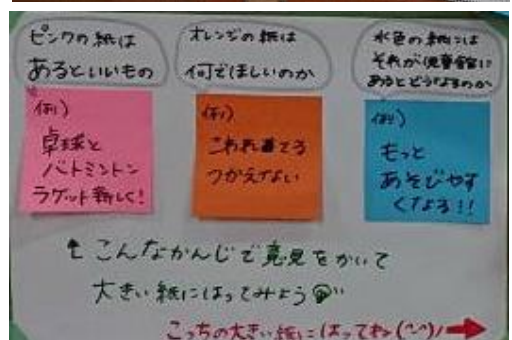 ピンクの紙は
あるといいもの
オレンジの紙は
何でほしいのか
水色の紙には
それが児童館に
あるとどうなるのか
例)
卓球と
バトミントン
ラケット新しく!
例)
こわれてる
つかえない
例)
もっと
あそびやす
くなる!!
↑こんなかんじで意見をかいて
大きい紙にはってみよう
こっちの大きい紙にはってね(^-^)/➡